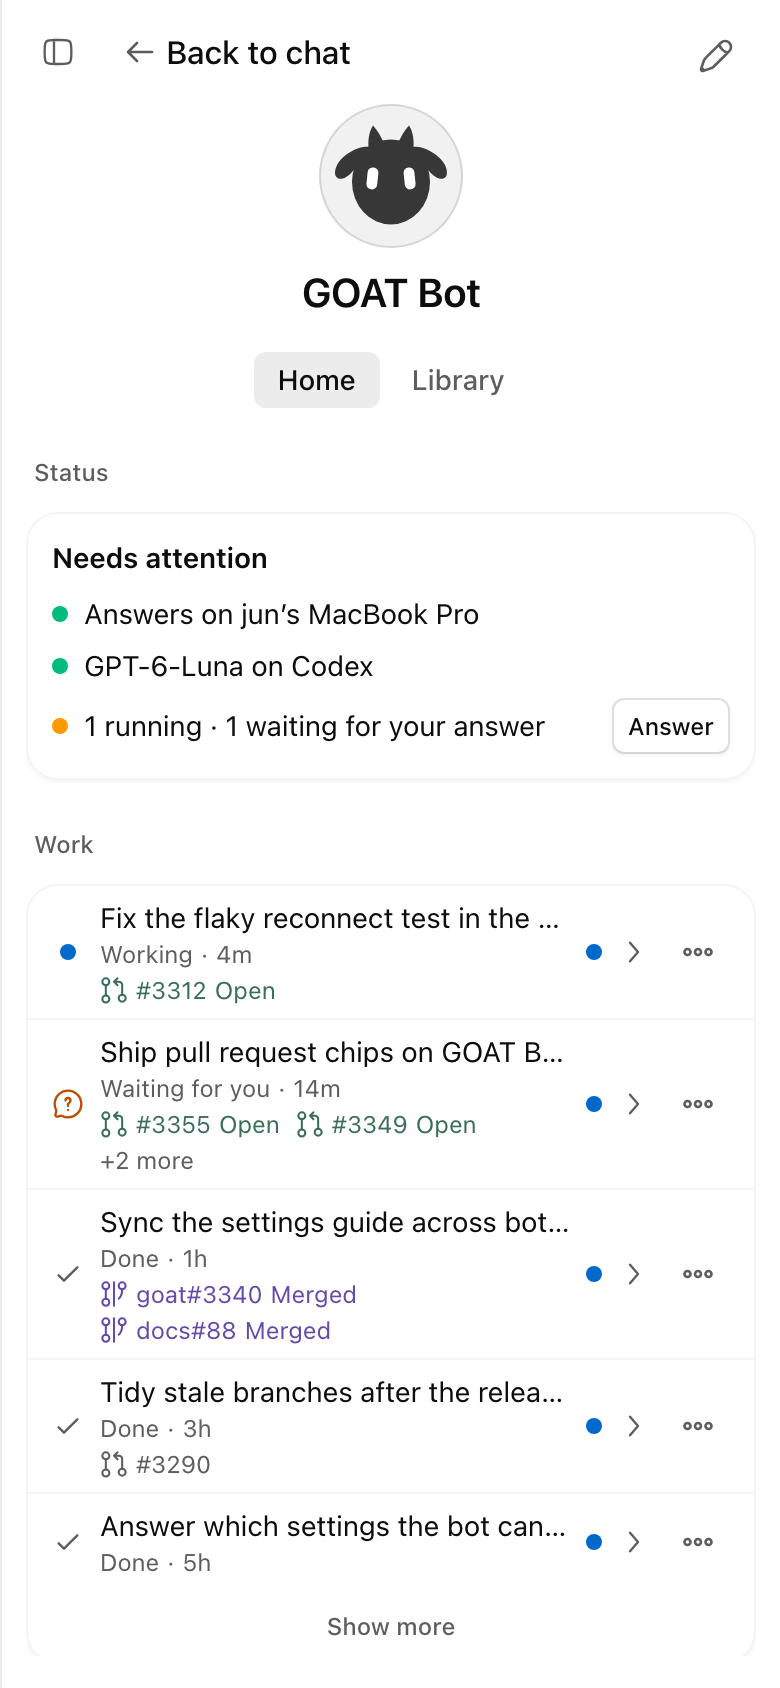 Back to chat
GOAT Bot
Home
Library
Status
Needs attention
Answers on jun’s MacBook Pro
GPT-6-Luna on Codex
1 running · 1 waiting for your answer
Answer
Work
Fix the flaky reconnect test in the ...
Working · 4m
#3312 Open
Ship pull request chips on GOAT B...
Waiting for you · 14m
#3355 Open #3349 Open
+2 more
Sync the settings guide across bot...
Done · 1h
goat#3340 Merged
docs#88 Merged
Tidy stale branches after the relea...
Done · 3h
#3290
Answer which settings the bot can...
Done · 5h
Show more